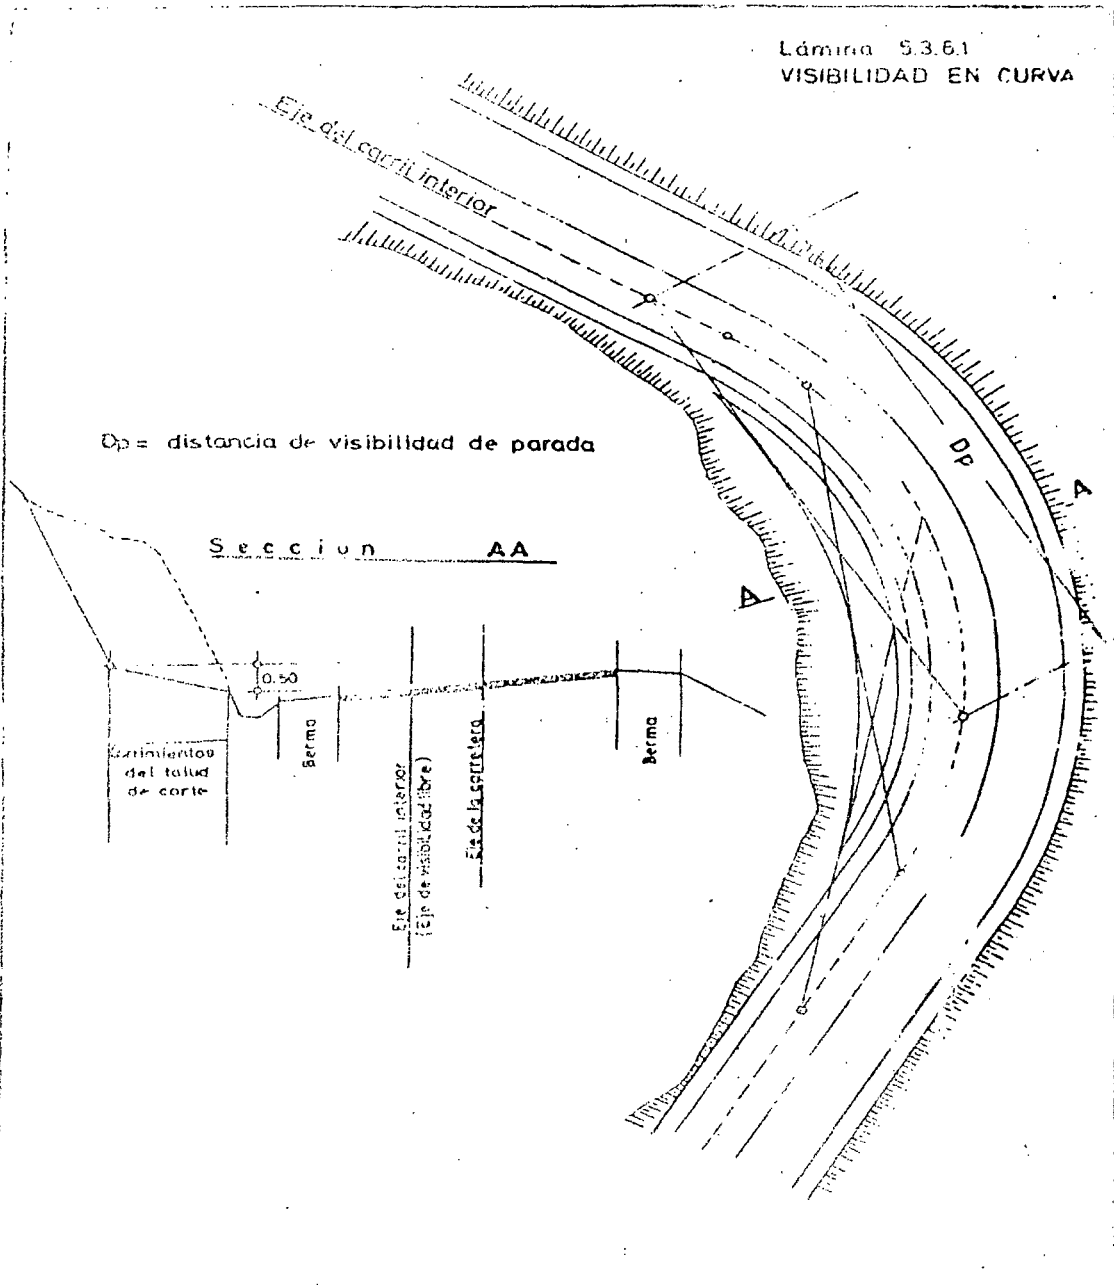 Lámina 5.3.6.1
VISIBILIDAD EN CURVA
Eje del carril interior
Dp = distancia de visibilidad de parada
Dp
A
A
Seccion AA
0.50
Berma
Berma
del talud
de corte
Eje del carril interior
(Eje de visibilidad libre)
Eje de la carretera